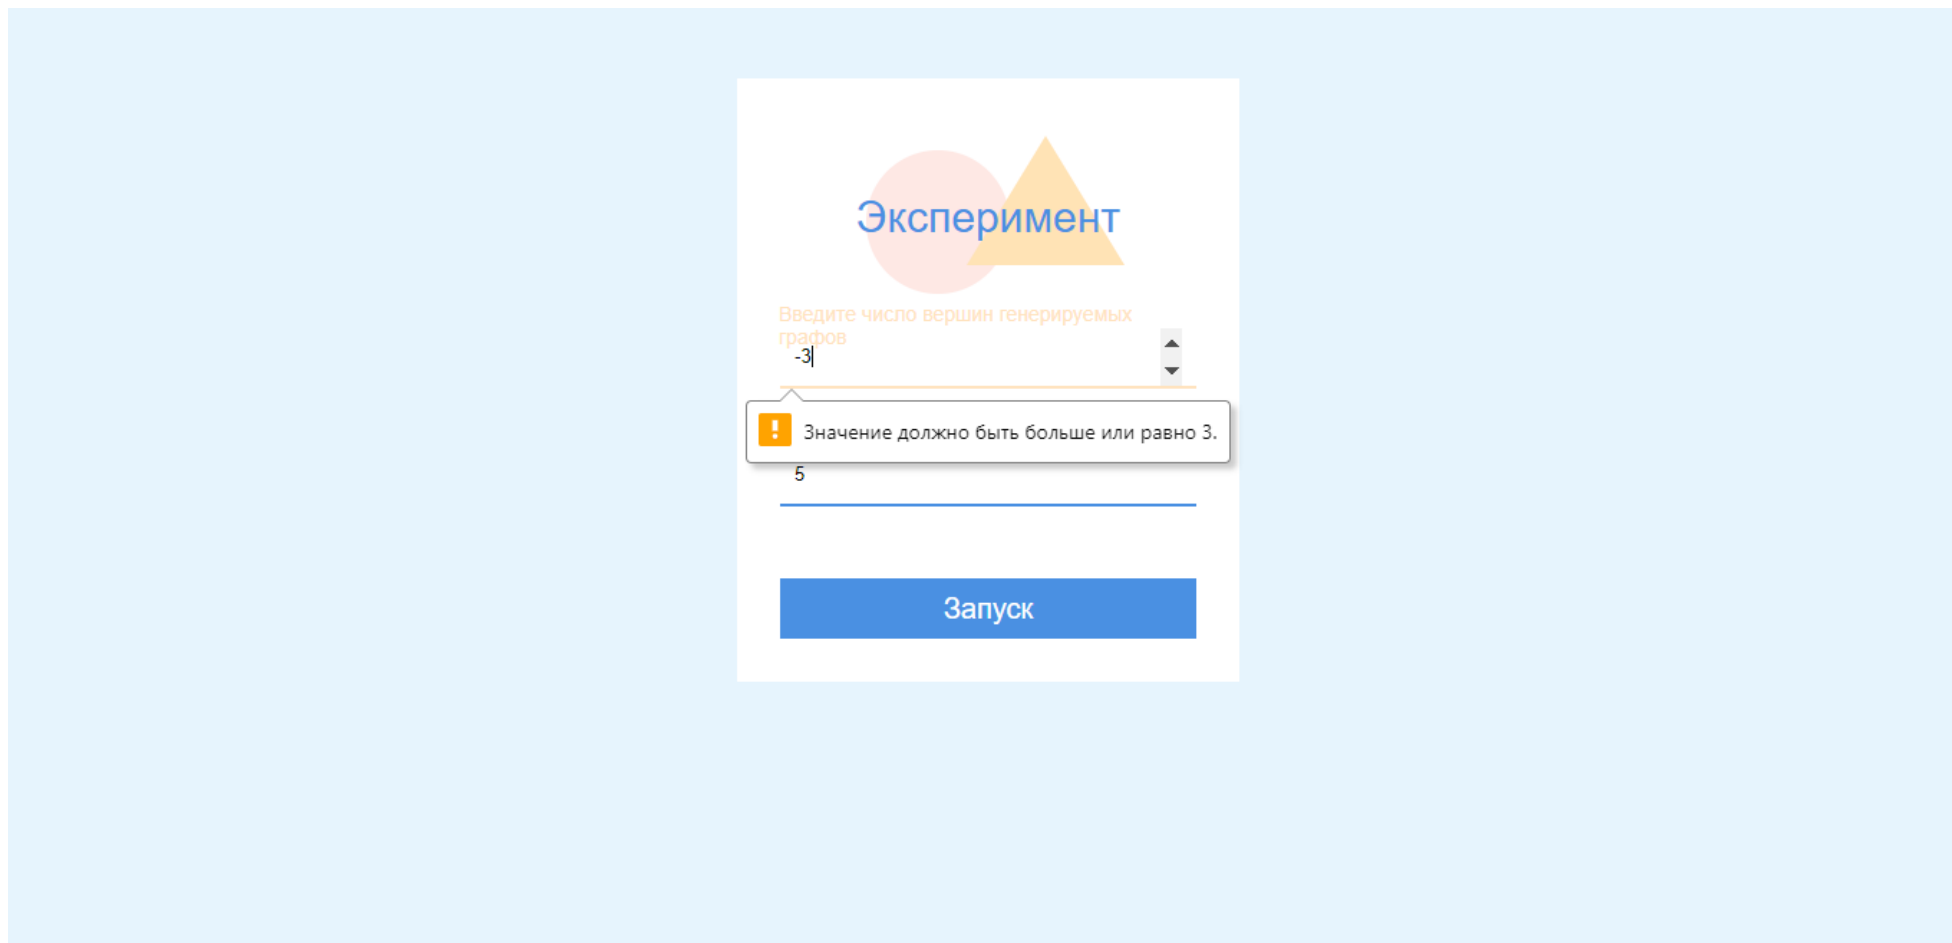 Эксперимент
Введите число вершин генерируемых
графов
-3
Значение должно быть больше или равно 3.
5
Запуск